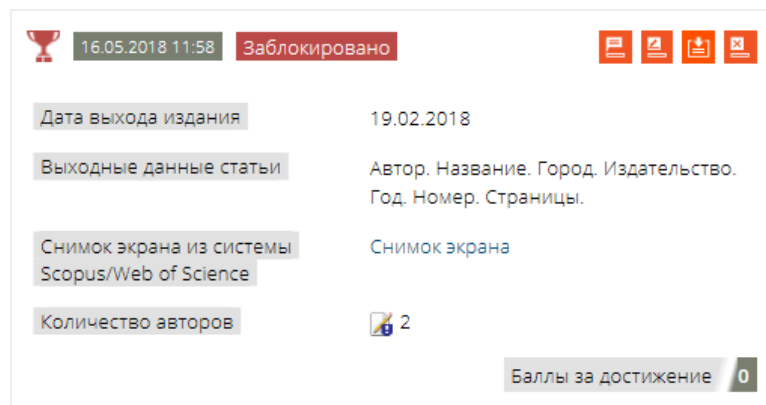 16.05.2018 11:58 Заблокировано
Дата выхода издания 19.02.2018
Выходные данные статьи Автор. Название. Город. Издательство.
Год. Номер. Страницы.
Снимок экрана из системы Снимок экрана
Scopus/Web of Science
Количество авторов 2
Баллы за достижение 0